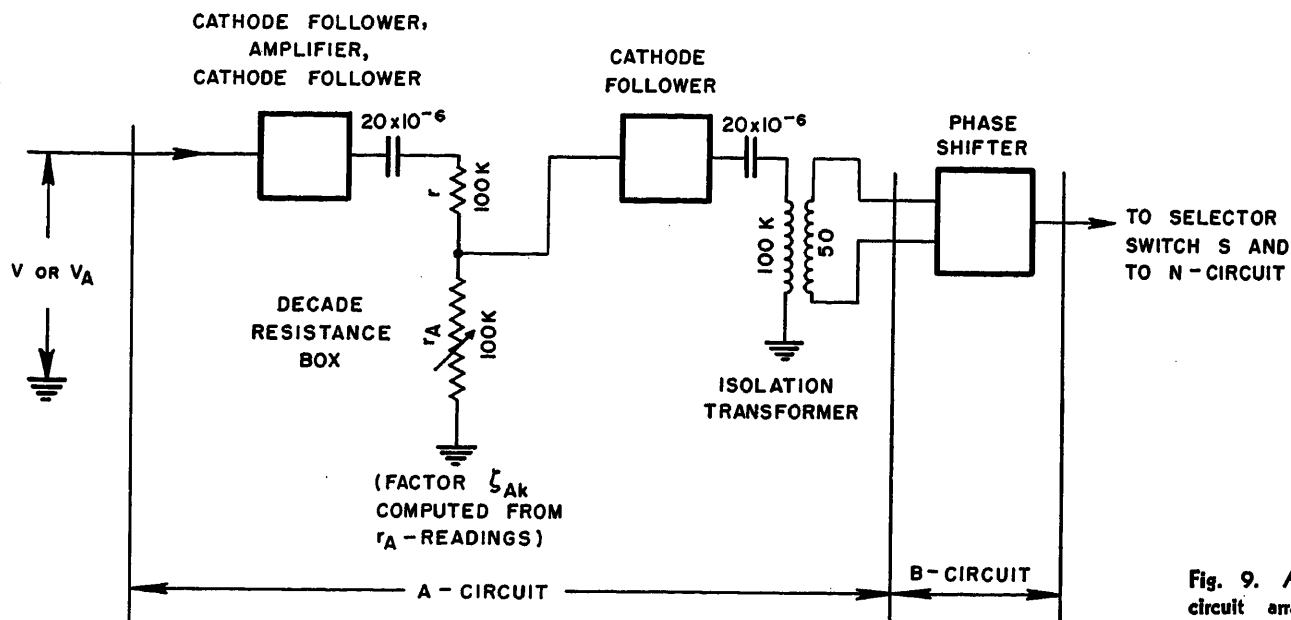 CATHODE FOLLOWER,
AMPLIFIER,
CATHODE FOLLOWER
20x10⁻⁶
r
100K
V OR V_A
DECADE
RESISTANCE
BOX
r_A
100K
(FACTOR ζ_Ak
COMPUTED FROM
r_A-READINGS)
CATHODE
FOLLOWER
20x10⁻⁶
100K
50
ISOLATION
TRANSFORMER
PHASE
SHIFTER
TO SELECTOR
SWITCH S AND
TO N-CIRCUIT
A-CIRCUIT
B-CIRCUIT
Fig. 9.
circuit